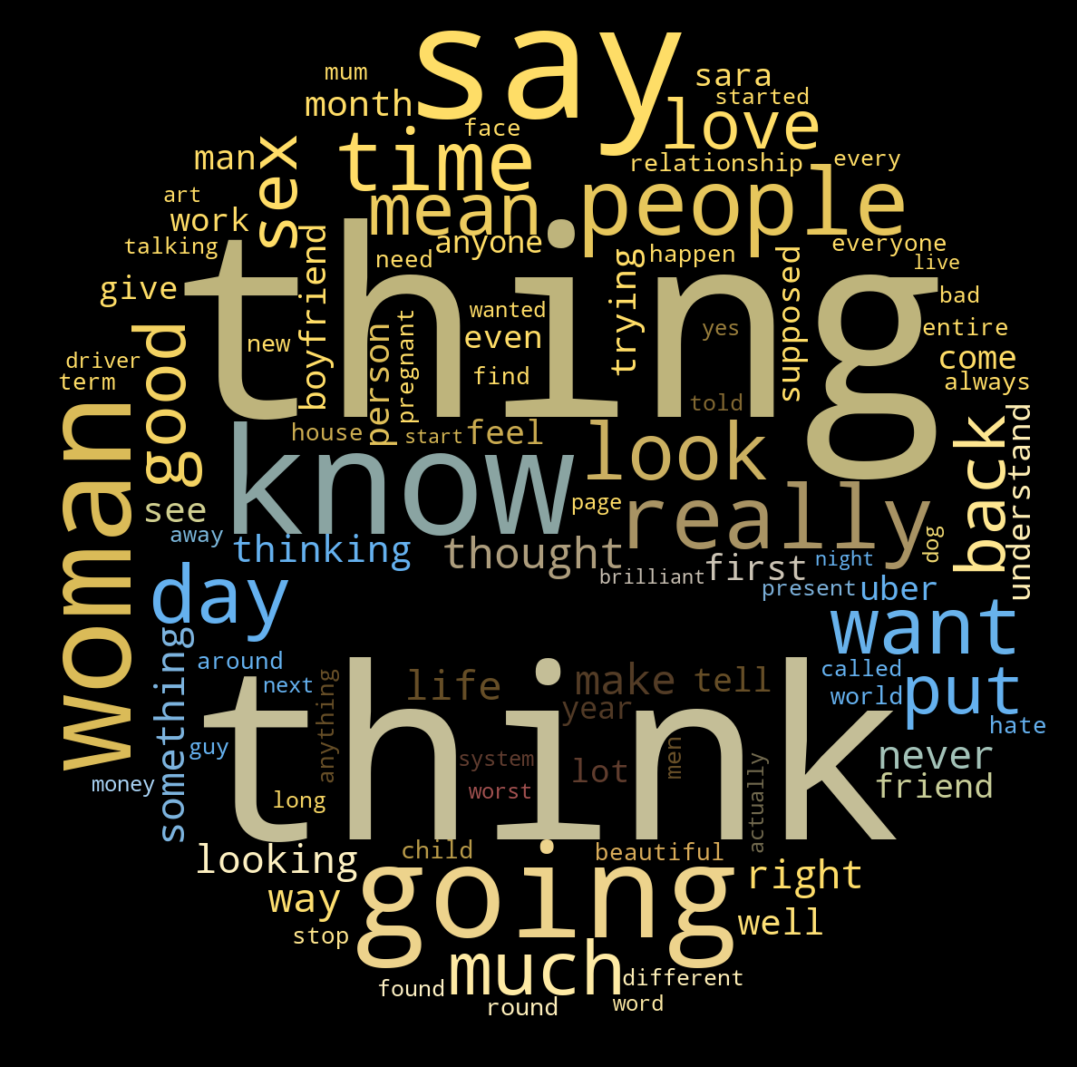 say
mum
sara
month
started
love
face
time
man
sex
relationship
every
people
art
mean
work
anyone
everyone
talking
thing
boyfriend
need
trying
happen
supposed
live
give
bad
wanted
yes
entire
good
new
person
pregnant
even
driver
come
term
find
always
woman
told
know
house
start
feel
look
back
understand
see
page
really
away
thinking
thought
dog
brilliant
first
night
day
present
uber
want
something
around
think
life
make
tell
called
next
anything
year
world
put
hate
guy
system
lot
men
actually
never
money
long
worst
friend
looking
child
going
beautiful
right
way
well
stop
much
different
found
round
word